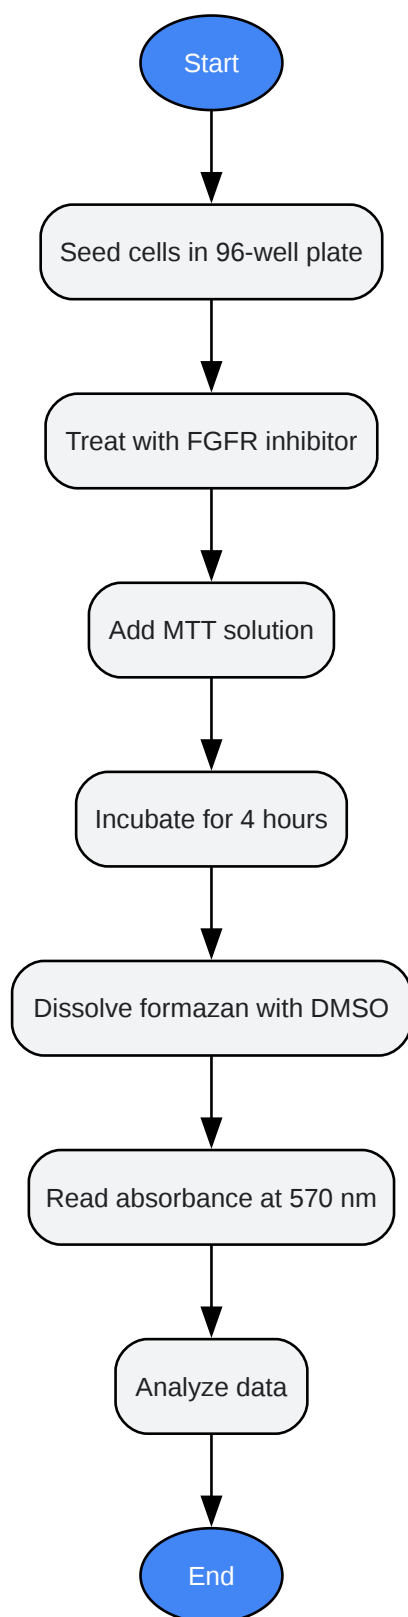 Start
Seed cells in 96-well plate
Treat with FGFR inhibitor
Add MTT solution
Incubate for 4 hours
Dissolve formazan with DMSO
Read absorbance at 570 nm
Analyze data
End